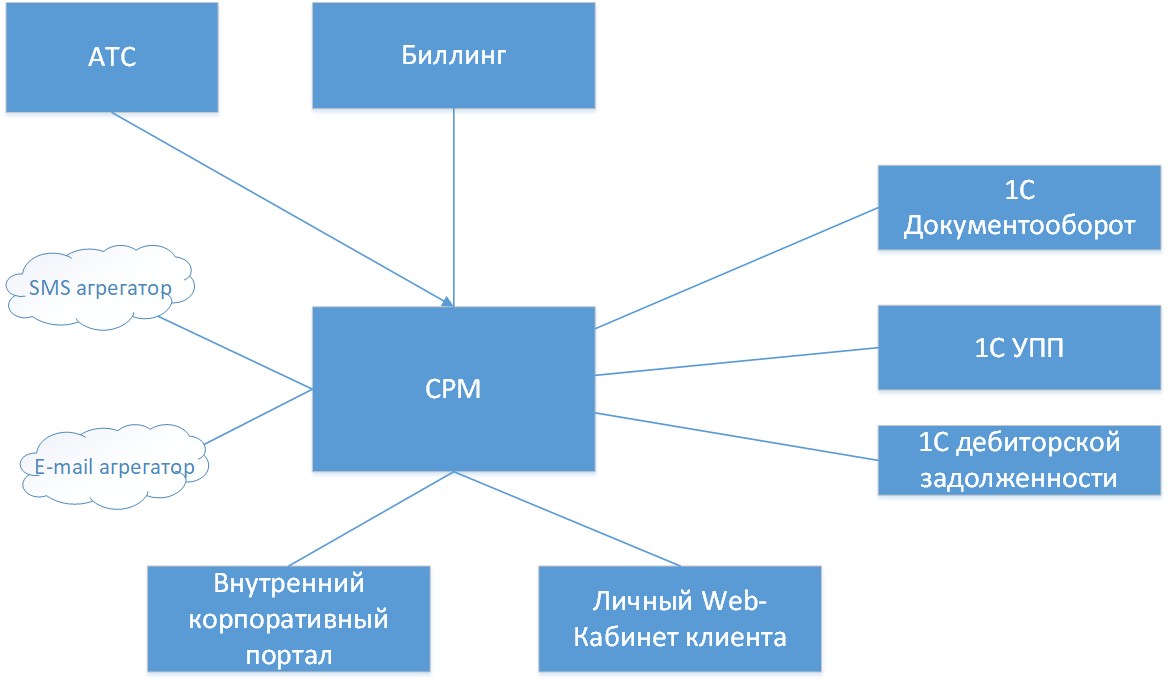 АТС
Биллинг
1С
Документооборот
SMS агрегатор
1С УПП
СРМ
1С дебиторской
задолженности
E-mail агрегатор
Внутренний
корпоративный
портал
Личный Web-
Кабинет клиента